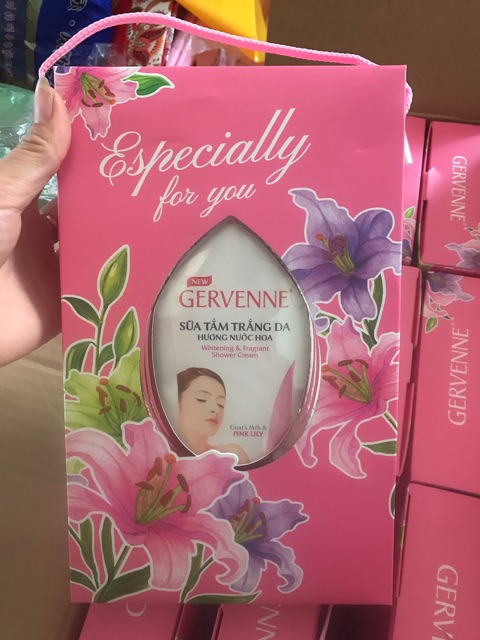 Especially
for you
NEW
GERVENNE
SỮA TẮM TRẮNG DA
HƯƠNG NƯỚC HOA
Whitening & Fragrant
Shower Cream
Goat's Milk &
PINK LILY
GERVENNE
GERVENNE
GERV